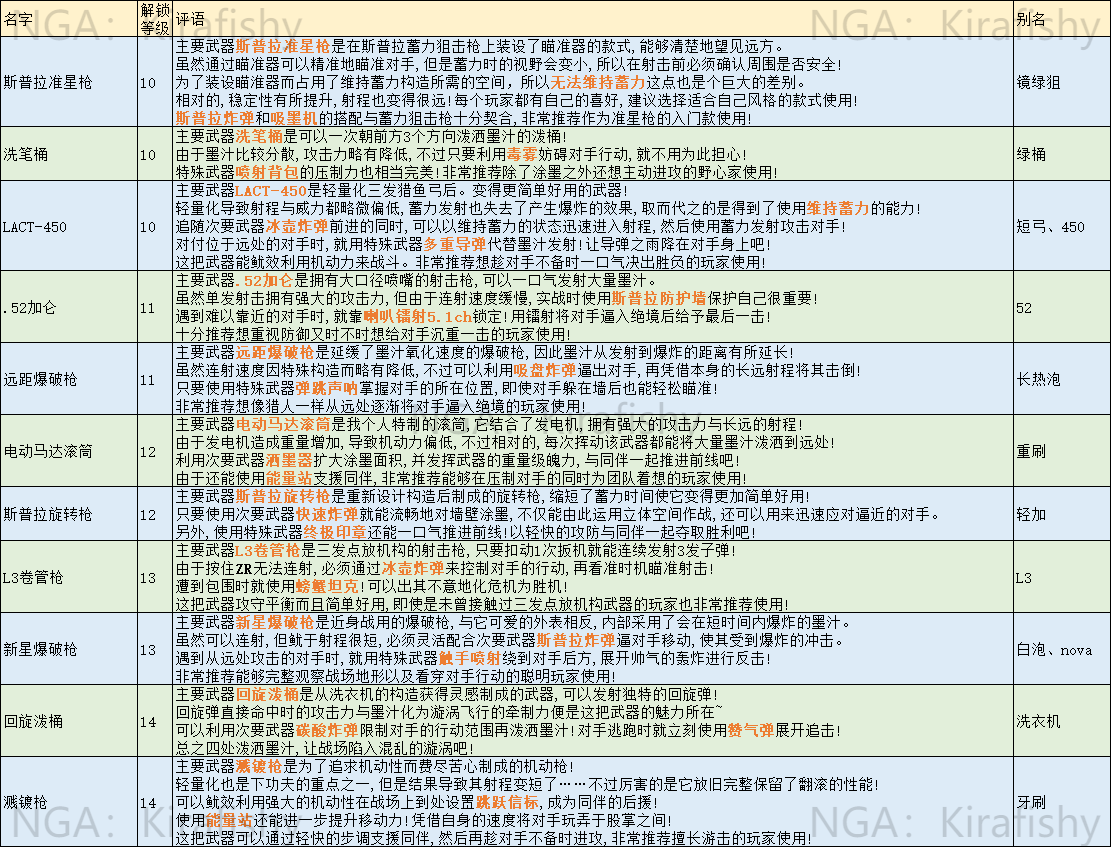 名字 解锁等级 评语 别名
NGA: Kirafishy NGA: Kirafishy
斯普拉准星枪 10 镜绿狙
主要武器斯普拉准星枪是在斯普拉蓄力狙击枪上装设了瞄准器的款式,能够清楚地望见远方。
虽然通过瞄准器可以精准地瞄准对手,但是蓄力时的视野会变小,所以在射击前必须确认周围是否安全!
为了装设瞄准器而占用了维持蓄力构造所需的空间，所以无法维持蓄力这点也是个巨大的差别。
相对的,稳定性有所提升,射程也变得很远!每个玩家都有自己的喜好,建议选择适合自己风格的款式使用!
斯普拉炸弹和吸墨机的搭配与蓄力狙击枪十分契合,非常推荐作为准星枪的入门款使用!
洗笔桶 10 绿桶
主要武器洗笔桶是可以一次朝前方3个方向泼洒墨汁的泼桶!
由于墨汁比较分散,攻击力略有降低,不过只要利用毒雾妨碍对手行动,就不用为此担心!
特殊武器喷射背包的压制力也相当完美!非常推荐除了涂墨之外还想主动进攻的野心家使用!
LACT-450 10 短弓、450
主要武器LACT-450是轻量化三发猎鱼弓后。变得更简单好用的武器!
轻量化导致射程与威力都略微偏低,蓄力发射也失去了产生爆炸的效果,取而代之的是得到了使用维持蓄力的能力!
追随次要武器冰壶炸弹前进的同时,可以以维持蓄力的状态迅速进入射程,然后使用蓄力发射攻击对手!
对付位于远处的对手时,就用特殊武器多重导弹代替墨汁发射!让导弹之雨降在对手身上吧!
这把武器能鱿效利用机动力来战斗。非常推荐想趁对手不备时一口气决出胜负的玩家使用!
.52加仑 11 52
主要武器.52加仑是拥有大口径喷嘴的射击枪,可以一口气发射大量墨汁。
虽然单发射击拥有强大的攻击力,但由于连射速度缓慢,实战时使用斯普拉防护墙保护自己很重要!
遇到难以靠近的对手时,就靠喇叭镭射5.1ch锁定!用镭射将对手逼入绝境后给予最后一击!
十分推荐想重视防御又时不时想给对手沉重一击的玩家使用!
远距爆破枪 11 长热泡
主要武器远距爆破枪是延缓了墨汁氧化速度的爆破枪,因此墨汁从发射到爆炸的距离有所延长!
虽然连射速度因特殊构造而略有降低,不过可以利用吸盘炸弹逼出对手,再凭借本身的长远射程将其击倒!
只要使用特殊武器弹跳声呐掌握对手的所在位置,即使对手躲在墙后也能轻松瞄准!
非常推荐想像猎人一样从远处逐渐将对手逼入绝境的玩家使用!
NGA: Kirafishy
电动马达滚筒 12 重刷
主要武器电动马达滚筒是我个人特制的滚筒,它结合了发电机,拥有强大的攻击力与长远的射程!
由于发电机造成重量增加,导致机动力偏低,不过相对的,每次挥动该武器都能将大量墨汁泼洒到远处!
利用次要武器洒墨器扩大涂墨面积,并发挥武器的重量级魄力,与同伴一起推进前线吧!
由于还能使用能量站支援同伴,非常推荐能够在压制对手的同时为团队着想的玩家使用!
斯普拉旋转枪 12 轻加
主要武器斯普拉旋转枪是重新设计构造后制成的旋转枪,缩短了蓄力时间使它变得更加简单好用!
只要使用次要武器快速炸弹就能流畅地对墙壁涂墨,不仅能由此运用立体空间作战,还可以用来迅速应对逼近的对手。
另外,使用特殊武器终极印章还能一口气推进前线!以轻快的攻防与同伴一起夺取胜利吧!
L3卷管枪 13 L3
主要武器L3卷管枪是三发点放机构的射击枪,只要扣动1次扳机就能连续发射3发子弹!
由于按住ZR无法连射,必须通过冰壶炸弹来控制对手的行动,再看准时机瞄准射击!
遭到包围时就使用螃蟹坦克!可以出其不意地化危机为胜机!
这把武器攻守平衡而且简单好用,即使是未曾接触过三发点放机构武器的玩家也非常推荐使用!
新星爆破枪 13 白泡、nova
主要武器新星爆破枪是近身战用的爆破枪,与它可爱的外表相反,内部采用了会在短时间内爆炸的墨汁。
虽然可以连射,但鱿于射程很短,必须灵活配合次要武器斯普拉炸弹逼对手移动,使其受到爆炸的冲击。
遇到从远处攻击的对手时,就用特殊武器触手喷射绕到对手后方,展开帅气的轰炸进行反击!
非常推荐能够完整观察战场地形以及看穿对手行动的聪明玩家使用!
回旋泼桶 14 洗衣机
主要武器回旋泼桶是从洗衣机的构造获得灵感制成的武器,可以发射独特的回旋弹!
回旋弹直接命中时的攻击力与墨汁化为漩涡飞行的牵制力便是这把武器的魅力所在~
可以利用次要武器碳酸炸弹限制对手的行动范围再泼洒墨汁!对手逃跑时就立刻使用赞气弹展开追击!
总之四处泼洒墨汁,让战场陷入混乱的漩涡吧!
溅镀枪 14 牙刷
主要武器溅镀枪是为了追求机动性而费尽苦心制成的机动枪!
轻量化也是下功夫的重点之一,但是结果导致其射程变短了……不过厉害的是它放旧完整保留了翻滚的性能!
可以鱿效利用强大的机动性在战场上到处设置跳跃信标,成为同伴的后援!
使用能量站还能进一步提升移动力!凭借自身的速度将对手玩弄于股掌之间!
这把武器可以通过轻快的步调支援同伴,然后再趁对手不备时进攻,非常推荐擅长游击的玩家使用!
NGA: Kirafishy NGA: Kirafishy